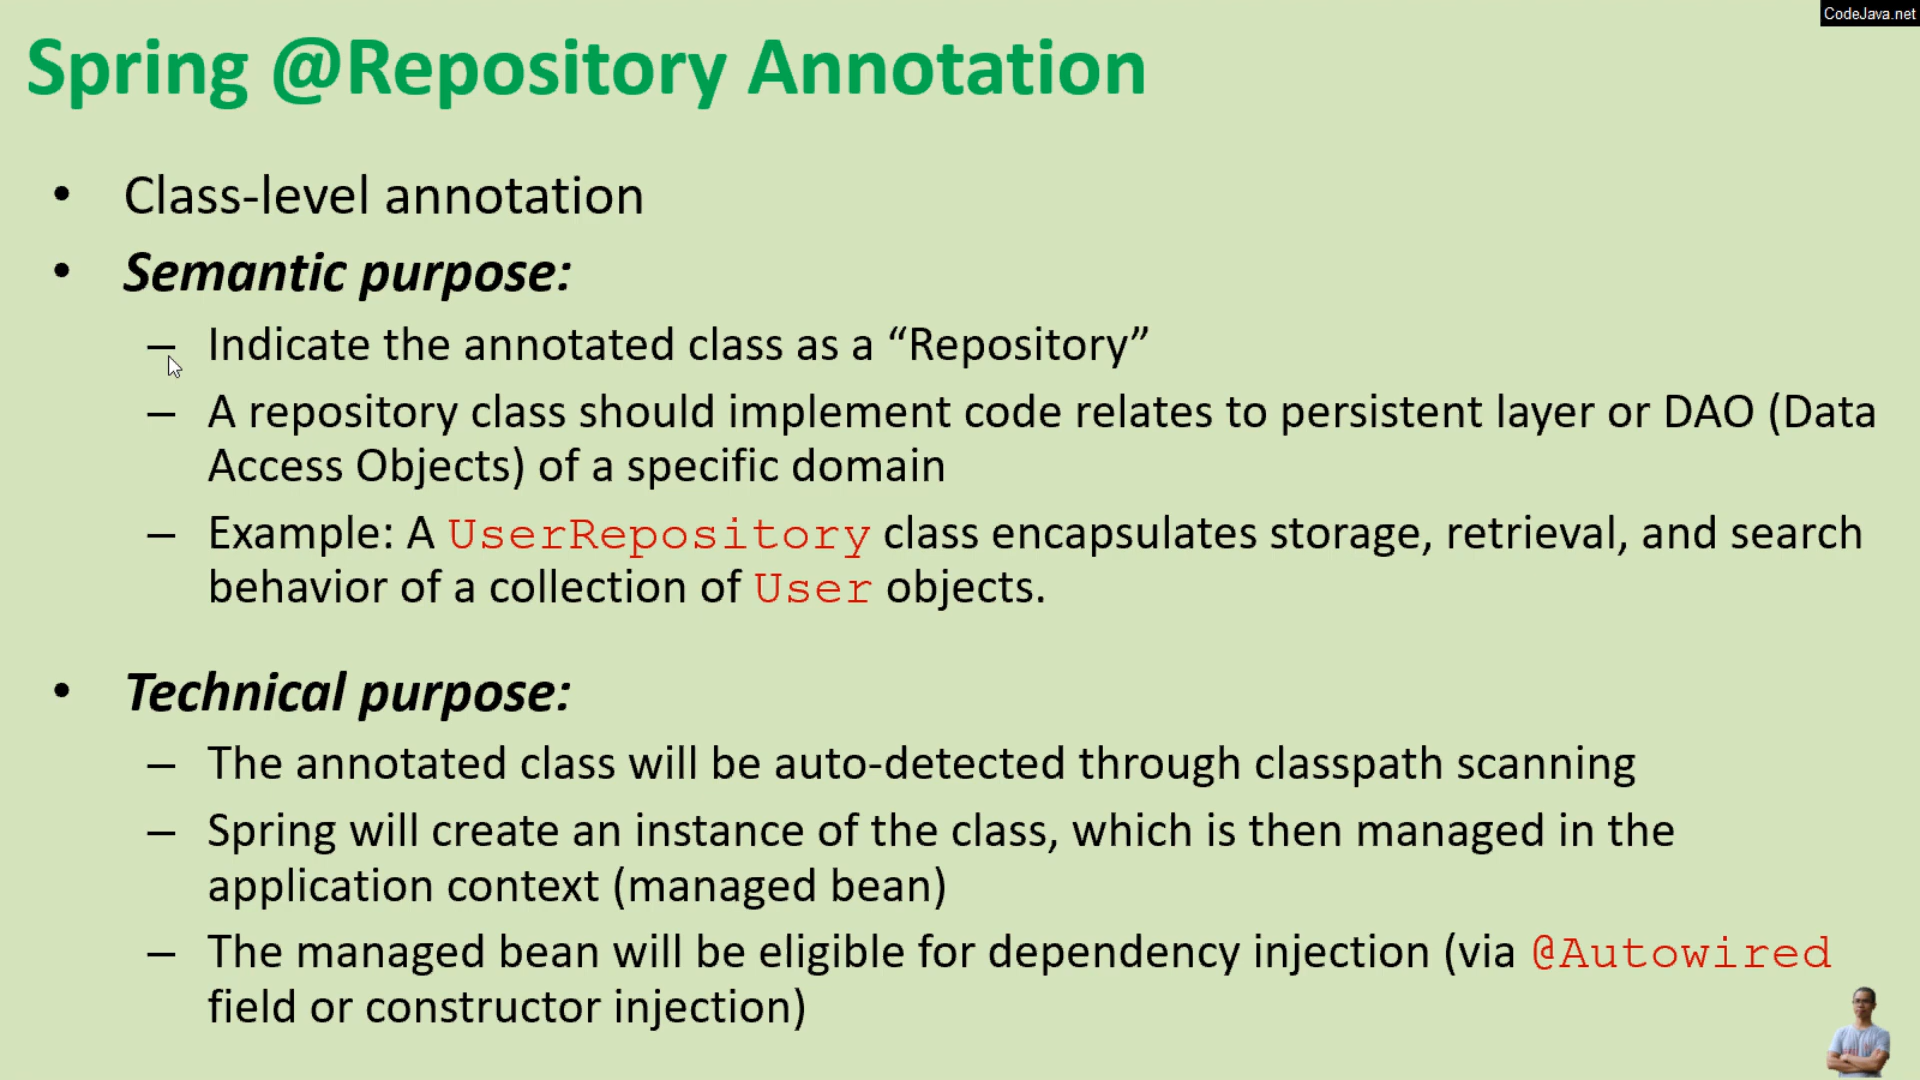 CodeJava.net
Spring @Repository Annotation
• Class-level annotation
• Semantic purpose:
– Indicate the annotated class as a “Repository”
– A repository class should implement code relates to persistent layer or DAO (Data
Access Objects) of a specific domain
– Example: A UserRepository class encapsulates storage, retrieval, and search
behavior of a collection of User objects.
• Technical purpose:
– The annotated class will be auto-detected through classpath scanning
– Spring will create an instance of the class, which is then managed in the
application context (managed bean)
– The managed bean will be eligible for dependency injection (via @Autowired
field or constructor injection)